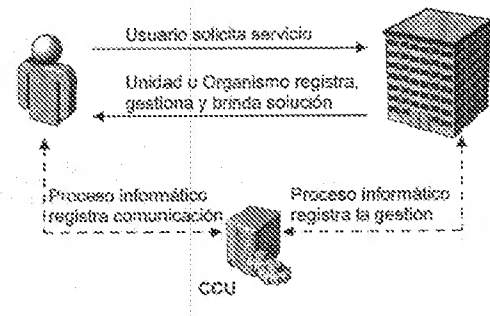 Usuario solicita servicio
Unidad u Organismo registra,
gestiona y brinda solución
Proceso informático
registra comunicación
Proceso informático
registra la gestión
CCU